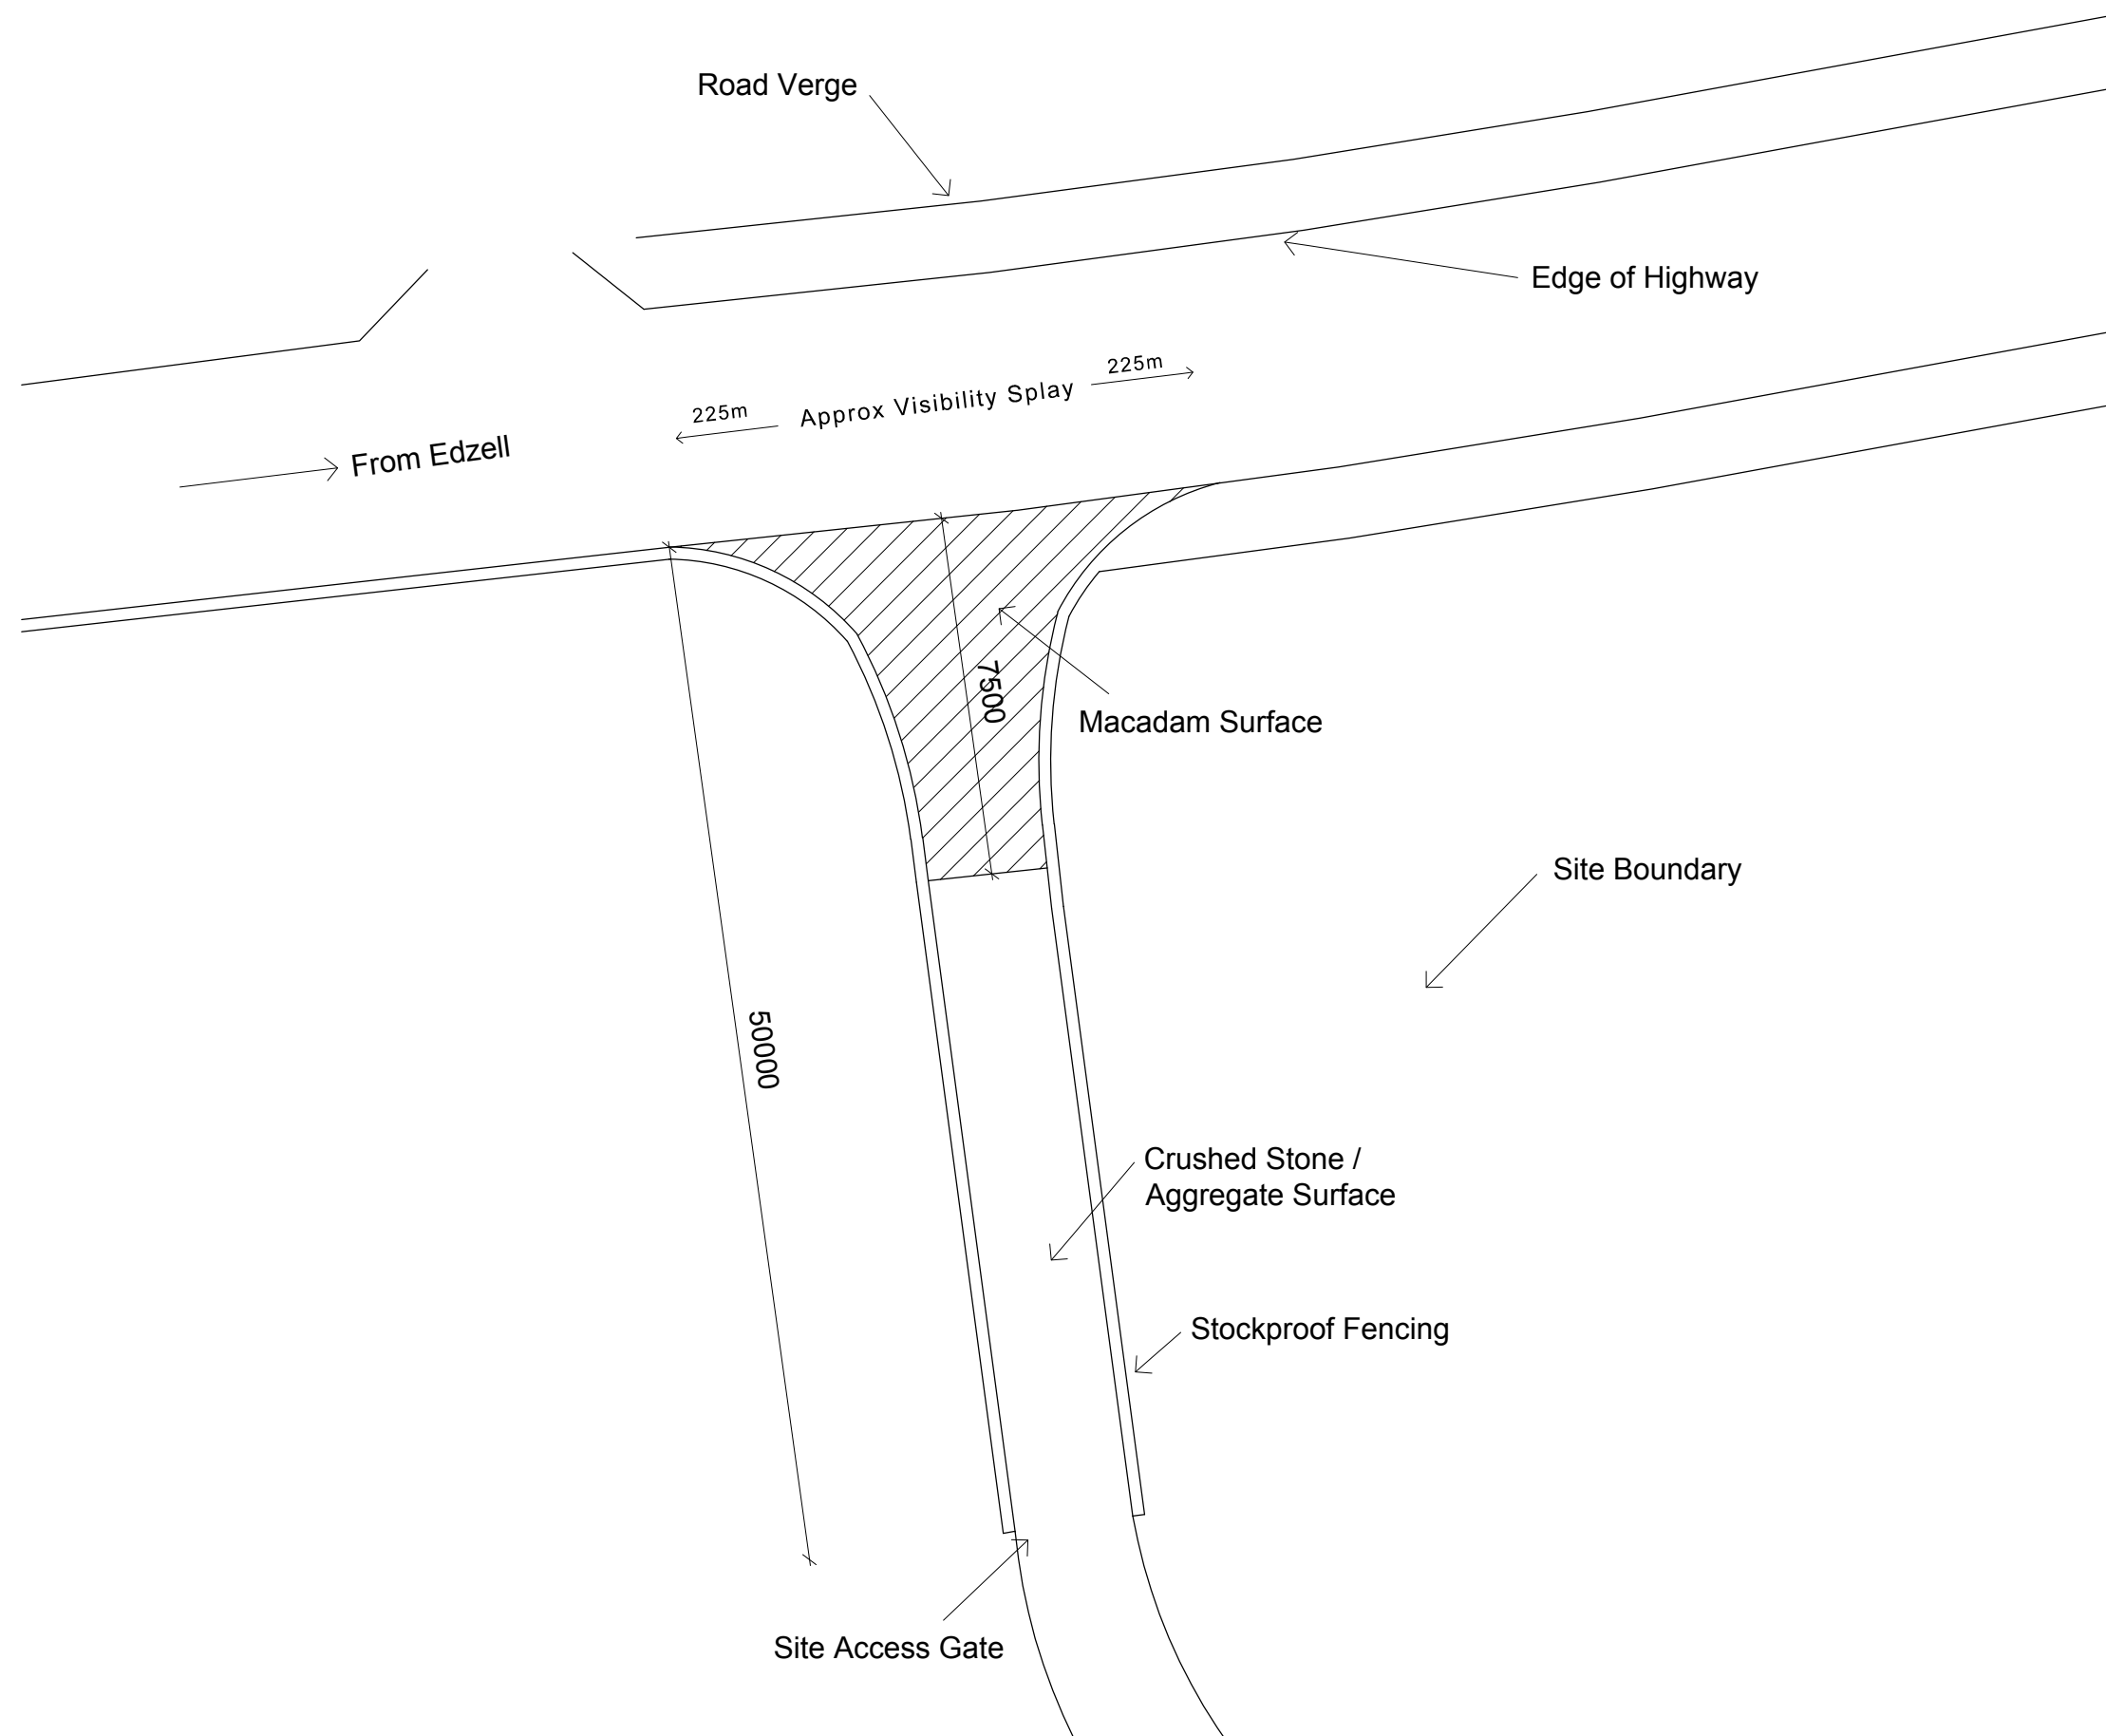 Road Verge
Edge of Highway
225m
Approx Visibility Splay
225m
From Edzell
7500
Macadam Surface
Site Boundary
50000
Crushed Stone /
Aggregate Surface
Stockproof Fencing
Site Access Gate